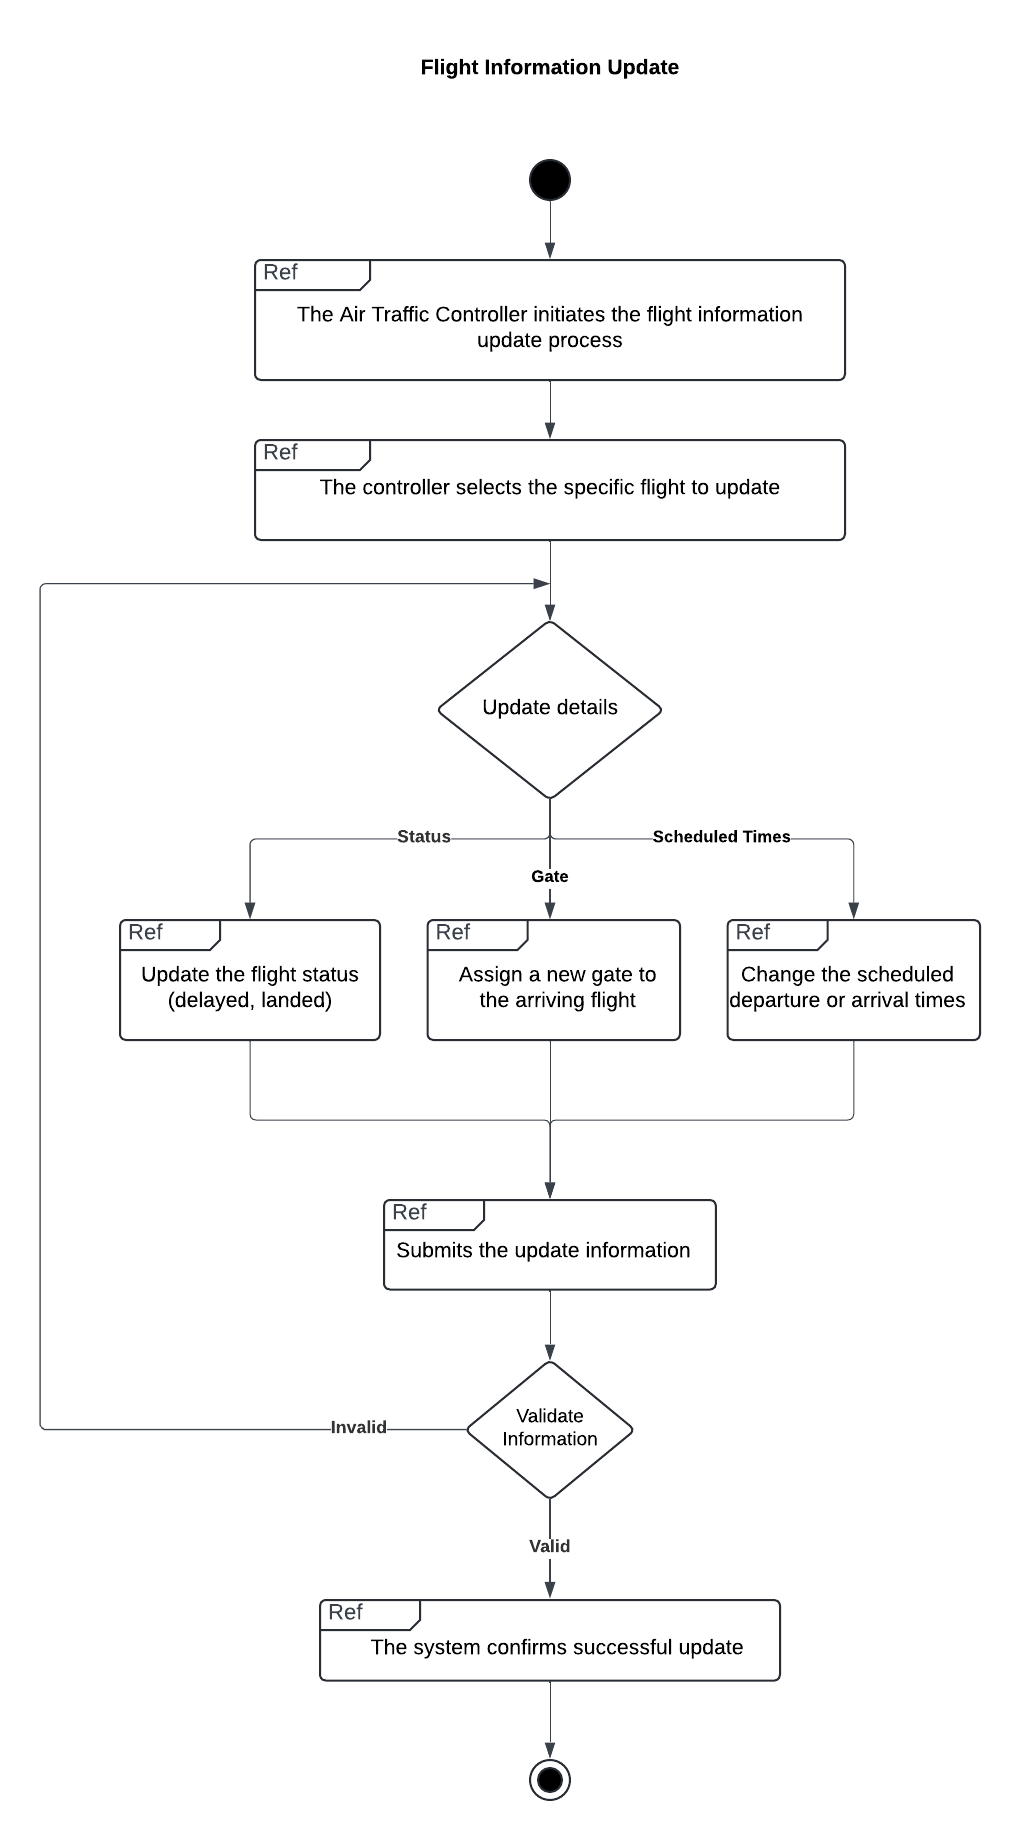 Flight Information Update
Ref
The Air Traffic Controller initiates the flight information
update process
Ref
The controller selects the specific flight to update
Update details
Status
Scheduled Times
Gate
Ref
Update the flight status
(delayed, landed)
Ref
Assign a new gate to
the arriving flight
Ref
Change the scheduled
departure or arrival times
Ref
Submits the update information
Validate
Information
Invalid
Valid
Ref
The system confirms successful update